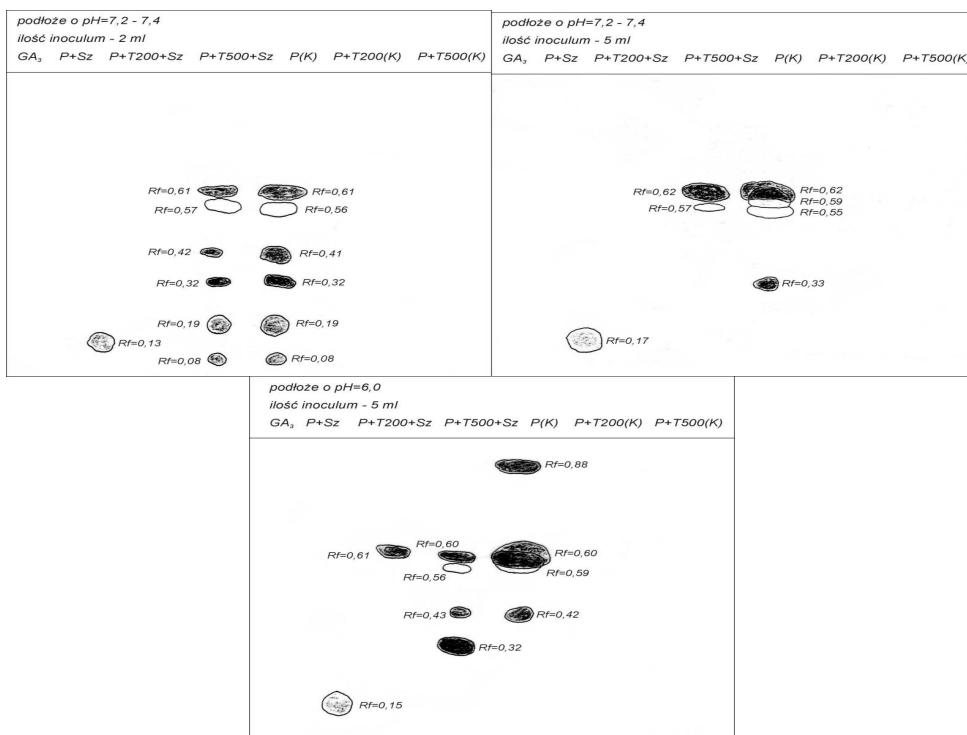 podłoże o pH=7,2 - 7,4
ilość inoculum - 2 ml
GA₃ P+Sz P+T200+Sz P+T500+Sz P(K) P+T200(K) P+T500(K)
Rf=0,61 Rf=0,61
Rf=0,57 Rf=0,56
Rf=0,42 Rf=0,41
Rf=0,32 Rf=0,32
Rf=0,19 Rf=0,19
Rf=0,13
Rf=0,08 Rf=0,08
podłoże o pH=7,2 - 7,4
ilość inoculum - 5 ml
GA₃ P+Sz P+T200+Sz P+T500+Sz P(K) P+T200(K) P+T500(K)
Rf=0,62 Rf=0,62
Rf=0,59
Rf=0,57 Rf=0,55
Rf=0,33
Rf=0,17
podłoże o pH=6,0
ilość inoculum - 5 ml
GA₃ P+Sz P+T200+Sz P+T500+Sz P(K) P+T200(K) P+T500(K)
Rf=0,88
Rf=0,60
Rf=0,61 Rf=0,60
Rf=0,56 Rf=0,59
Rf=0,43 Rf=0,42
Rf=0,32
Rf=0,15